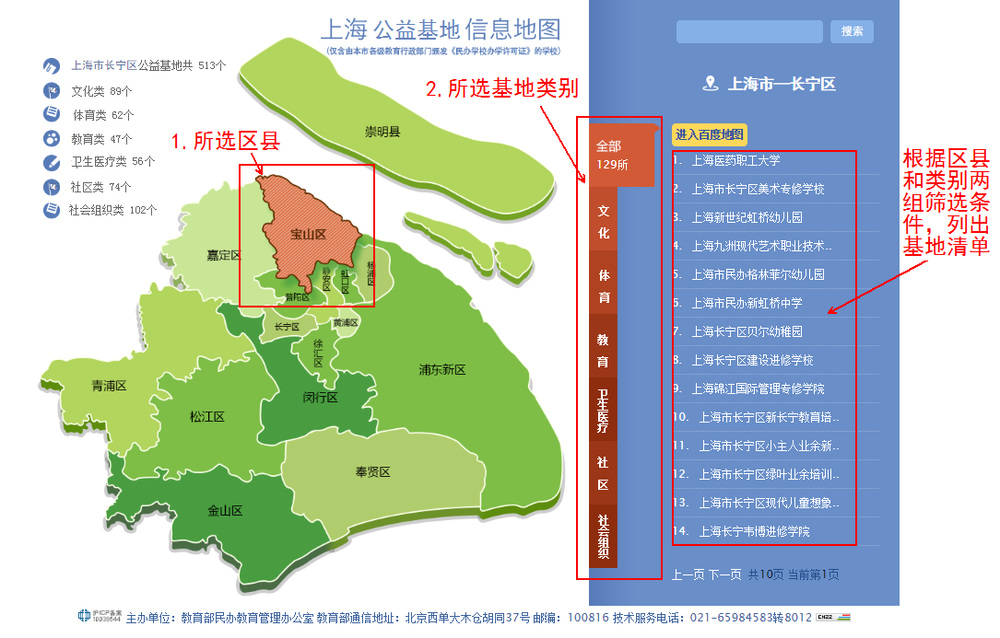 上海 公益基地 信息地图
(仅含由本市各级教育行政部门颁发《民办学校办学许可证》的学校)
上海市长宁区公益基地共 513个
文化类 89个
体育类 62个
教育类 47个
卫生医疗类 56个
社区类 74个
社会组织类 102个
1.所选区县
2.所选基地类别
崇明县
宝山区
嘉定区
静安区
虹口区
杨浦区
普陀区
长宁区
黄浦区
徐汇区
浦东新区
青浦区
松江区
闵行区
奉贤区
金山区
搜索
上海市—长宁区
进入百度地图
全部
129所
文化
体育
教育
卫生医疗
社区
社会组织
1. 上海医药职工大学
2. 上海市长宁区美术专修学校
3. 上海新世纪虹桥幼儿园
4. 上海九洲现代艺术职业技术..
5. 上海市民办格林菲尔幼儿园
6. 上海市民办新虹桥中学
7. 上海长宁区贝尔幼稚园
8. 上海长宁区建设进修学校
9. 上海锦江国际管理专修学院
10. 上海市长宁区新长宁教育培..
11. 上海市长宁区小主人业余新..
12. 上海市长宁区绿叶业余培训..
13. 上海市长宁区现代儿童想象..
14. 上海长宁韦博进修学院
上一页 下一页 共10页 当前第1页
根据区县
和类别两
组筛选条
件，列出
基地清单
沪ICP备案
10038544
主办单位：教育部民办教育管理办公室 教育部通信地址：北京西单大木仓胡同37号 邮编：100816 技术服务电话：021-65984583转8012
CNZZ